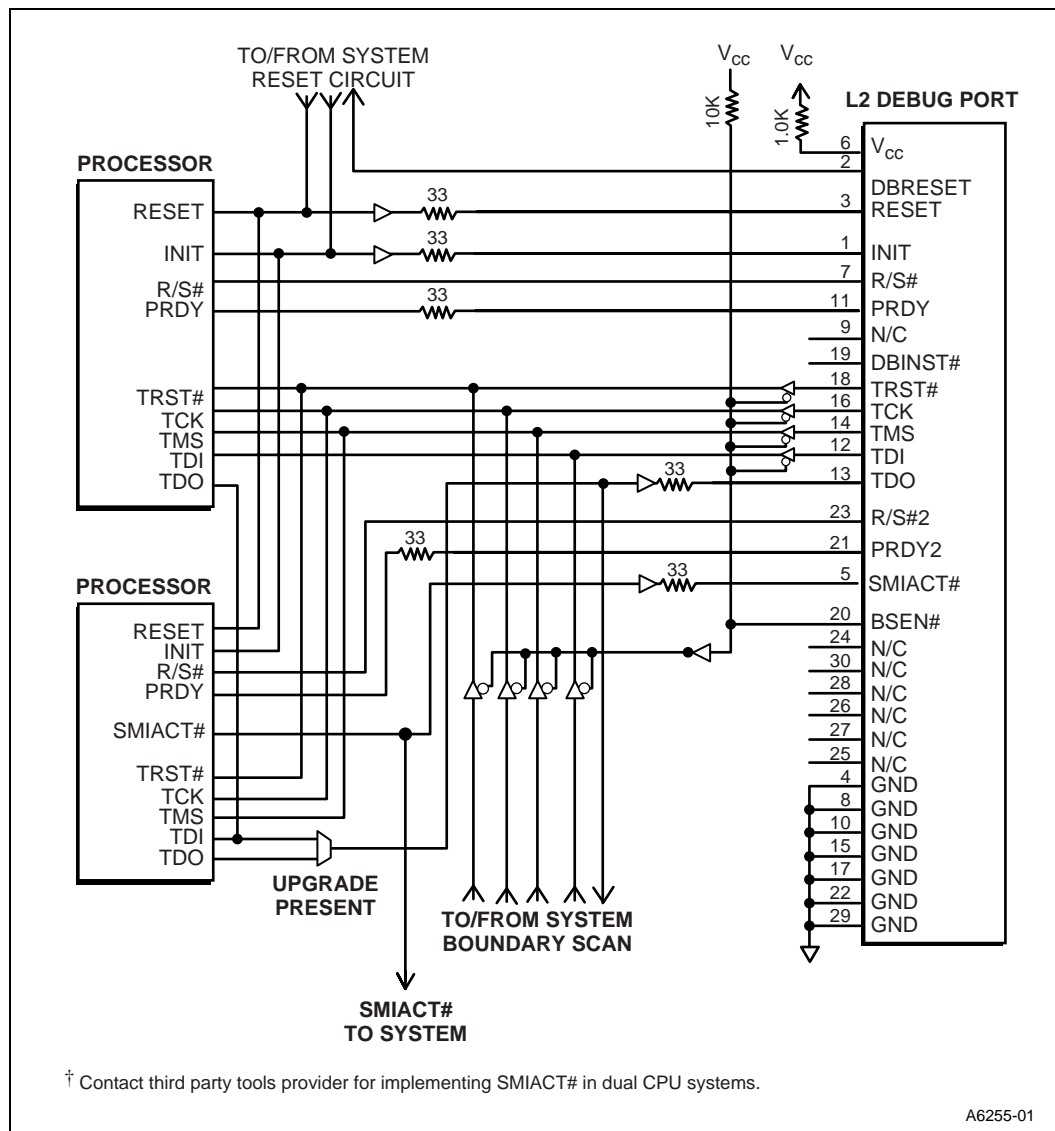 TO/FROM SYSTEM
RESET CIRCUIT
VCC
VCC
10K
1.0K
L2 DEBUG PORT
PROCESSOR
RESET
INIT
R/S#
PRDY
TRST#
TCK
TMS
TDI
TDO
33
33
33
33
33
33
6
VCC
2
DBRESET
3
RESET
1
INIT
7
R/S#
11
PRDY
9
N/C
19
DBINST#
18
TRST#
16
TCK
14
TMS
12
TDI
13
TDO
23
R/S#2
21
PRDY2
5
SMIACT#
20
BSEN#
24
N/C
30
N/C
28
N/C
26
N/C
27
N/C
25
N/C
4
GND
8
GND
10
GND
15
GND
17
GND
22
GND
29
GND
PROCESSOR
RESET
INIT
R/S#
PRDY
SMIACT#
TRST#
TCK
TMS
TDI
TDO
UPGRADE
PRESENT
TO/FROM SYSTEM
BOUNDARY SCAN
SMIACT#
TO SYSTEM
† Contact third party tools provider for implementing SMIACT# in dual CPU systems.
A6255-01